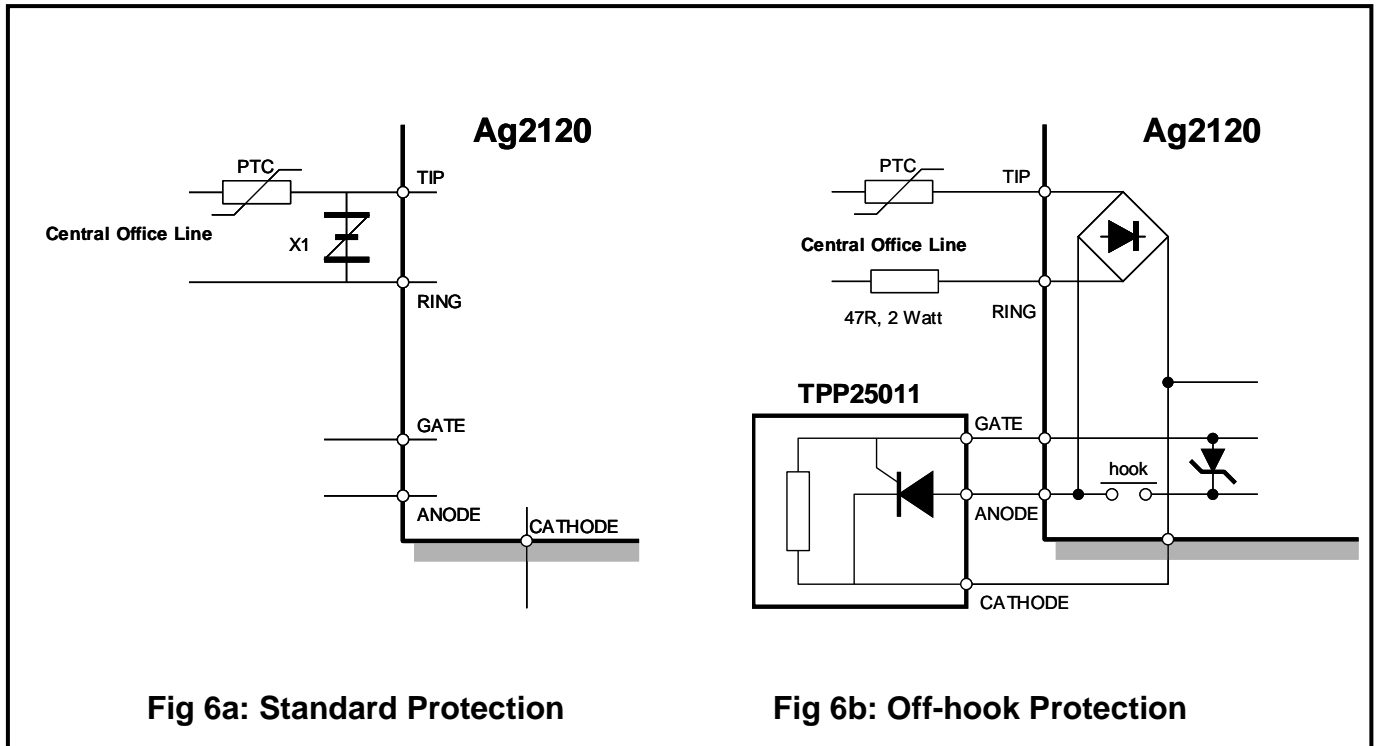 Ag2120
PTC
TIP
Central Office Line
X1
RING
GATE
ANODE
CATHODE
Fig 6a: Standard Protection
Ag2120
PTC
TIP
Central Office Line
47R, 2 Watt
RING
TPP25011
GATE
hook
ANODE
CATHODE
Fig 6b: Off-hook Protection